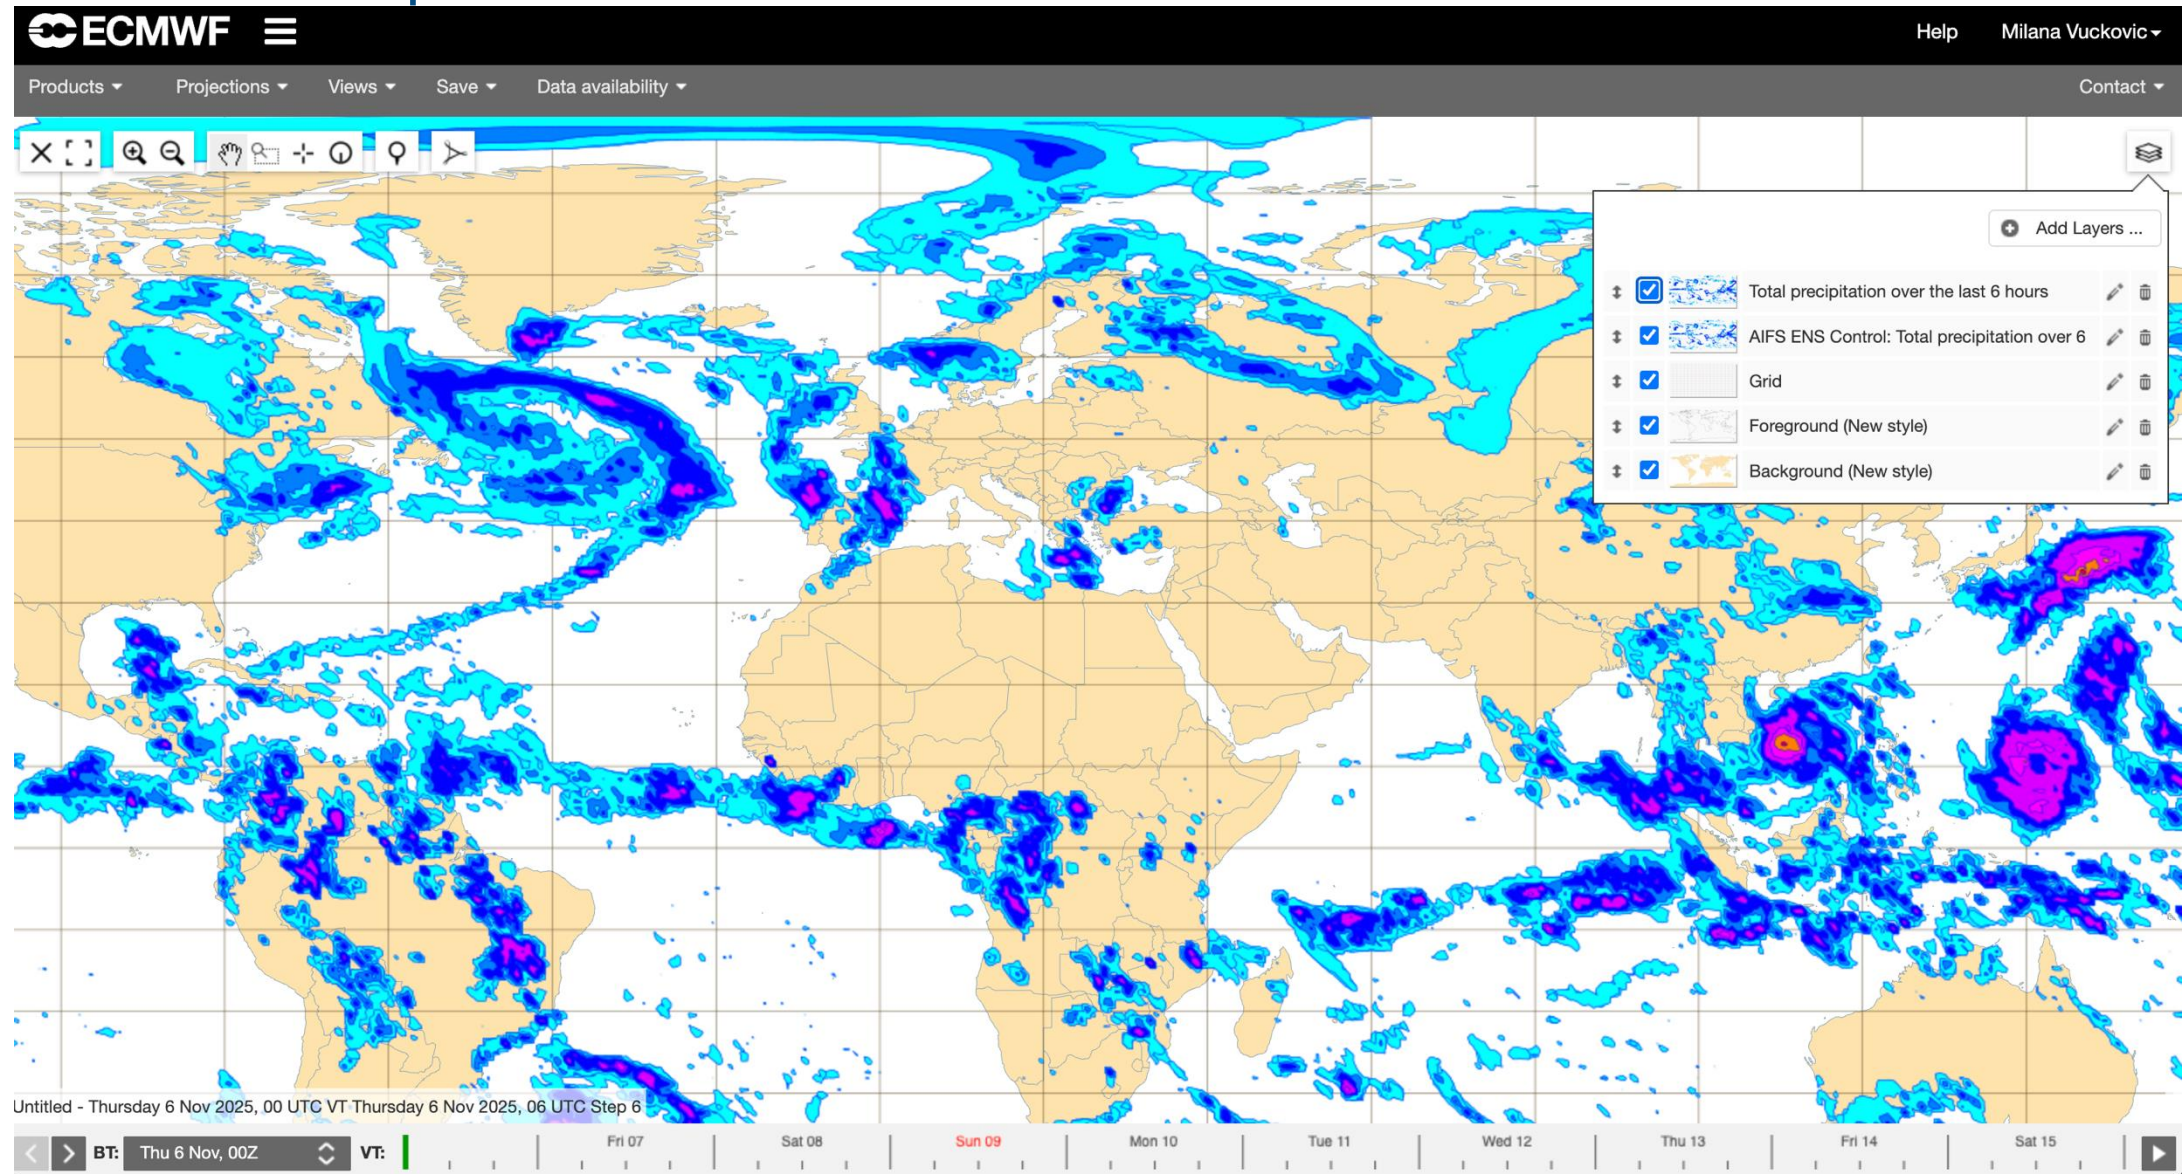 ECMWF
Help
Milana Vuckovic
Products
Projections
Views
Save
Data availability
Contact
Add Layers ...
Total precipitation over the last 6 hours
AIFS ENS Control: Total precipitation over 6
Grid
Foreground (New style)
Background (New style)
Untitled - Thursday 6 Nov 2025, 00 UTC VT Thursday 6 Nov 2025, 06 UTC Step 6
BT:
Thu 6 Nov, 00Z
VT:
Fri 07
Sat 08
Sun 09
Mon 10
Tue 11
Wed 12
Thu 13
Fri 14
Sat 15